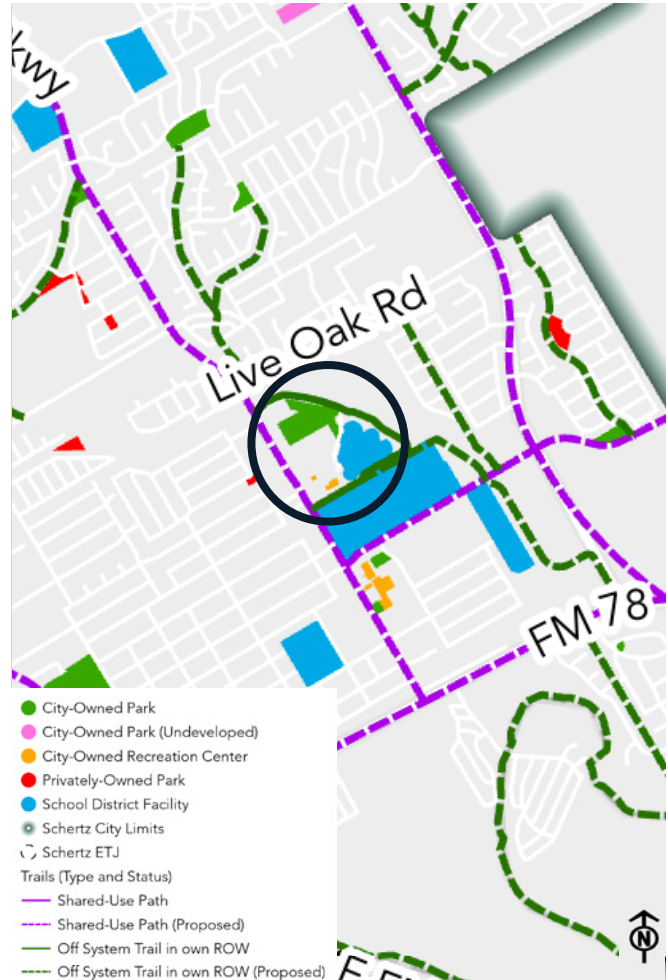 kwy
Live Oak Rd
FM 78
City-Owned Park
City-Owned Park (Undeveloped)
City-Owned Recreation Center
Privately-Owned Park
School District Facility
Schertz City Limits
Schertz ETJ
Trails (Type and Status)
Shared-Use Path
Shared-Use Path (Proposed)
Off System Trail in own ROW
Off System Trail in own ROW (Proposed)
N